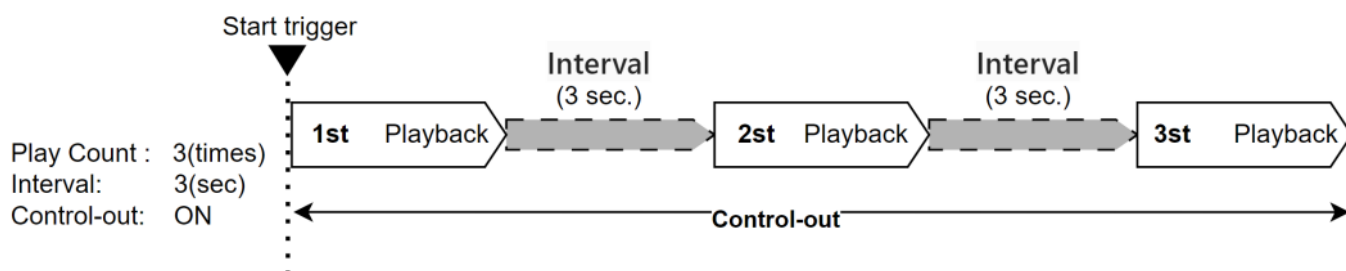 Start trigger
Interval
(3 sec.)
Interval
(3 sec.)
1st Playback
2st Playback
3st Playback
Play Count : 3(times)
Interval: 3(sec)
Control-out: ON
Control-out